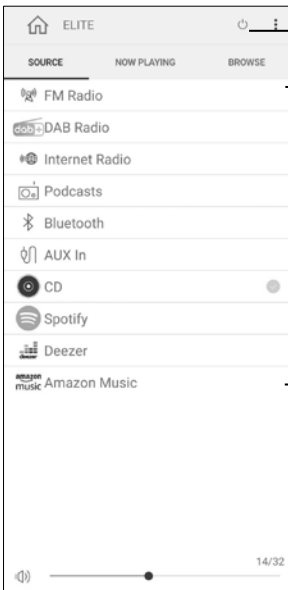 ELITE
SOURCE NOW PLAYING BROWSE
FM Radio
dab+ DAB Radio
Internet Radio
Podcasts
Bluetooth
AUX In
CD
Spotify
deezer Deezer
amazon music Amazon Music
14/32